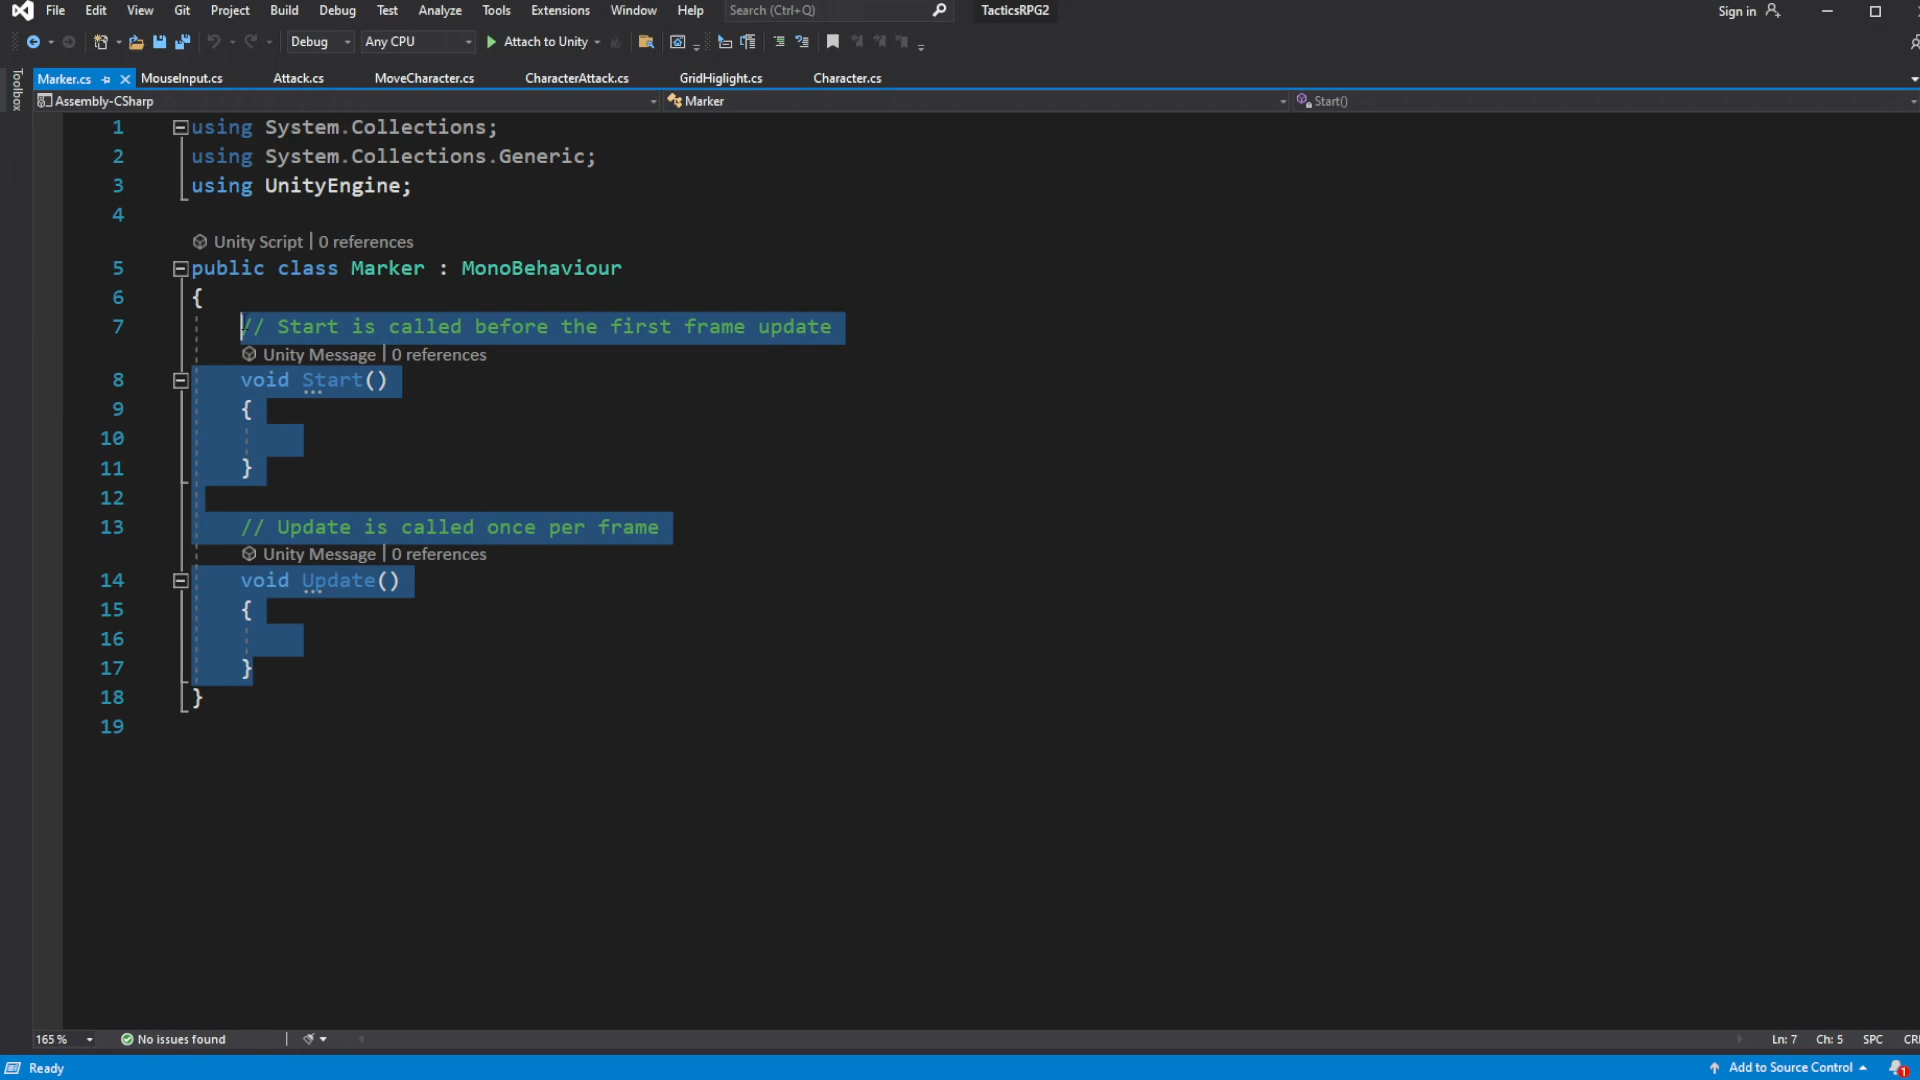 File Edit View Git Project Build Debug Test Analyze Tools Extensions Window Help Search (Ctrl+Q) TacticsRPG2 Sign in
Debug Any CPU Attach to Unity
Toolbox
Marker.cs MouseInput.cs Attack.cs MoveCharacter.cs CharacterAttack.cs GridHiglight.cs Character.cs
Assembly-CSharp Marker Start()
1 using System.Collections;
2 using System.Collections.Generic;
3 using UnityEngine;
4
Unity Script | 0 references
5 public class Marker : MonoBehaviour
6 {
7 // Start is called before the first frame update
Unity Message | 0 references
8 void Start()
9 {
10
11 }
12
13 // Update is called once per frame
Unity Message | 0 references
14 void Update()
15 {
16
17 }
18 }
19
165 % No issues found Ln: 7 Ch: 5 SPC CR
Ready Add to Source Control 1